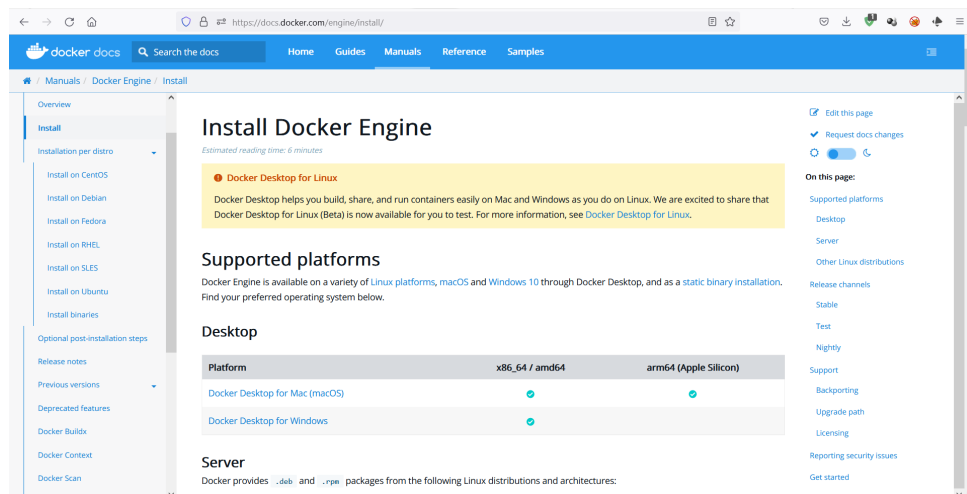 https://docs.docker.com/engine/install/
docker docs
Search the docs
Home
Guides
Manuals
Reference
Samples
/ Manuals / Docker Engine / Install
Overview
Install
Installation per distro
Install on CentOS
Install on Debian
Install on Fedora
Install on RHEL
Install on SLES
Install on Ubuntu
Install binaries
Optional post-installation steps
Release notes
Previous versions
Deprecated features
Docker Buildx
Docker Context
Docker Scan
Install Docker Engine
Estimated reading time: 6 minutes
Docker Desktop for Linux
Docker Desktop helps you build, share, and run containers easily on Mac and Windows as you do on Linux. We are excited to share that
Docker Desktop for Linux (Beta) is now available for you to test. For more information, see Docker Desktop for Linux.
Supported platforms
Docker Engine is available on a variety of Linux platforms, macOS and Windows 10 through Docker Desktop, and as a static binary installation.
Find your preferred operating system below.
Desktop
Platform x86_64 / amd64 arm64 (Apple Silicon)
Docker Desktop for Mac (macOS)
Docker Desktop for Windows
Server
Docker provides .deb and .rpm packages from the following Linux distributions and architectures:
Edit this page
Request docs changes
On this page:
Supported platforms
Desktop
Server
Other Linux distributions
Release channels
Stable
Test
Nightly
Support
Backporting
Upgrade path
Licensing
Reporting security issues
Get started